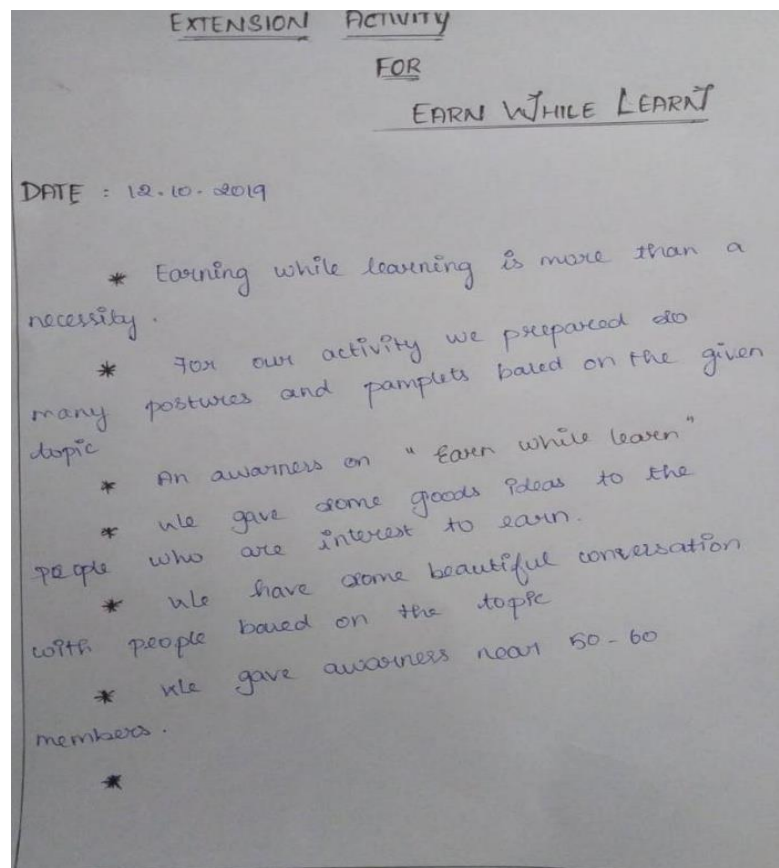 EXTENSION ACTIVITY
FOR
EARN WHILE LEARNT
DATE : 12.10.2019
* Earning while learning is more than a
necessity.
* For our activity we prepared so
many postures and pamplets based on the given
topic
* An awarness on "Earn while learn"
* We gave some goods ideas to the
people who are interest to earn.
* We have some beautiful conversation
with people based on the topic
* We gave awarness near 50-60
members.
*